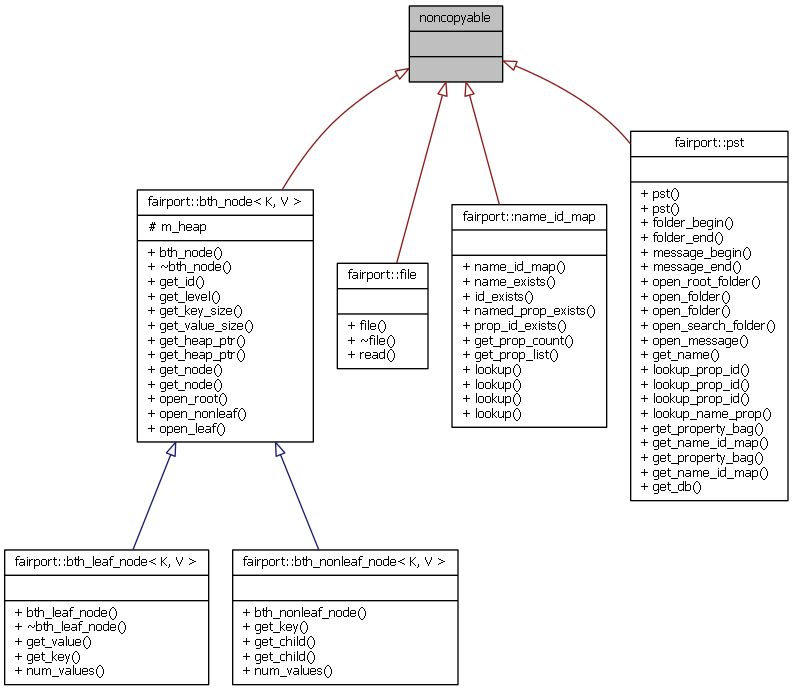 noncopyable
fairport::pst
+ pst()
+ pst()
+ folder_begin()
+ folder_end()
+ message_begin()
+ message_end()
+ open_root_folder()
+ open_folder()
+ open_folder()
+ open_search_folder()
+ open_message()
+ get_name()
+ lookup_prop_id()
+ lookup_prop_id()
+ lookup_prop_id()
+ lookup_name_prop()
+ get_property_bag()
+ get_name_id_map()
+ get_property_bag()
+ get_name_id_map()
+ get_db()
fairport::bth_node< K, V >
# m_heap
+ bth_node()
+ ~bth_node()
+ get_id()
+ get_level()
+ get_key_size()
+ get_value_size()
+ get_heap_ptr()
+ get_heap_ptr()
+ get_node()
+ get_node()
+ open_root()
+ open_nonleaf()
+ open_leaf()
fairport::file
+ file()
+ ~file()
+ read()
fairport::name_id_map
+ name_id_map()
+ name_exists()
+ id_exists()
+ named_prop_exists()
+ prop_id_exists()
+ get_prop_count()
+ get_prop_list()
+ lookup()
+ lookup()
+ lookup()
+ lookup()
fairport::bth_leaf_node< K, V >
+ bth_leaf_node()
+ ~bth_leaf_node()
+ get_value()
+ get_key()
+ num_values()
fairport::bth_nonleaf_node< K, V >
+ bth_nonleaf_node()
+ get_key()
+ get_child()
+ get_child()
+ num_values()